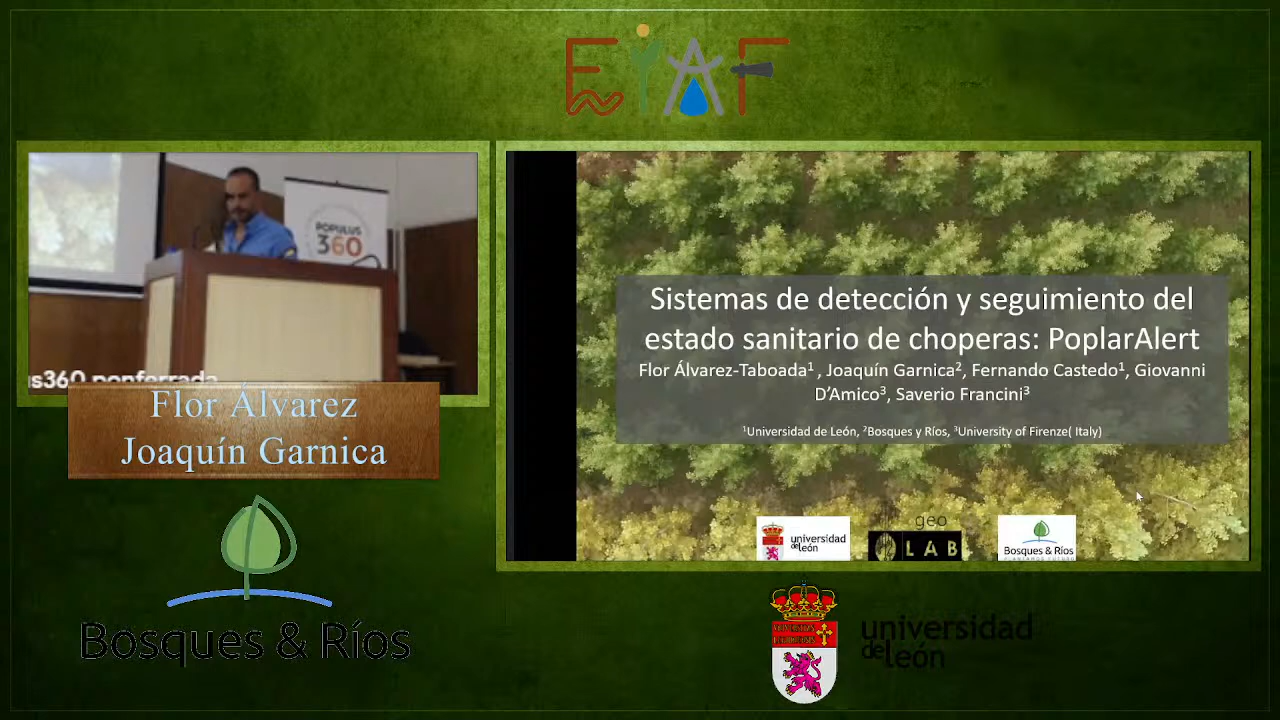 EIAF
POPULUS
360
us360 ponferrada
Flor Álvarez
Joaquín Garnica
Bosques & Ríos
Sistemas de detección y seguimiento del
estado sanitario de choperas: PoplarAlert
Flor Álvarez-Taboada¹, Joaquín Garnica², Fernando Castedo¹, Giovanni
D'Amico³, Saverio Francini³
¹Universidad de León, ²Bosques y Ríos, ³University of Firenze( Italy)
universidad
de león
geo
LAB
Bosques & Ríos
universidad
de león